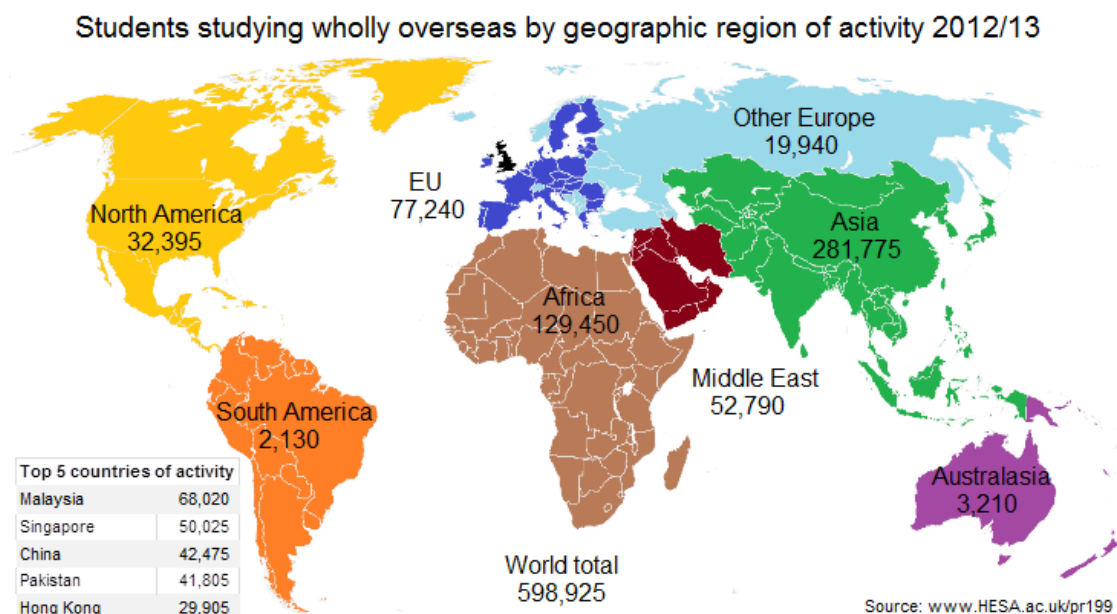 Students studying wholly overseas by geographic region of activity 2012/13
Other Europe
19,940
EU
77,240
North America
32,395
Asia
281,775
Africa
129,450
Middle East
52,790
South America
2,130
Australasia
3,210
Top 5 countries of activity
Malaysia 68,020
Singapore 50,025
China 42,475
Pakistan 41,805
Hong Kong 29,905
World total
598,925
Source: www.HESA.ac.uk/pr199